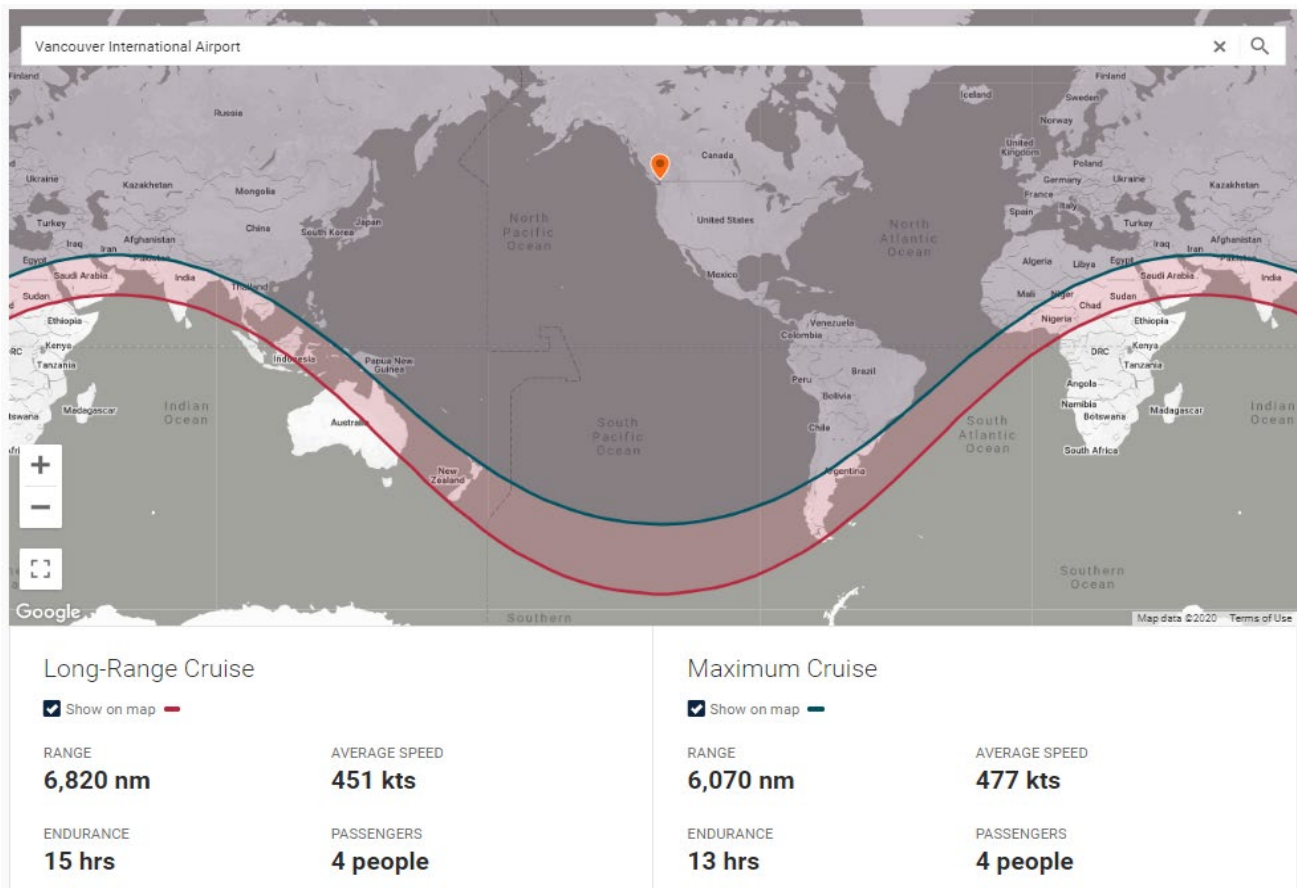 Vancouver International Airport
Finland
Iceland
Finland
Sweden
Norway
Russia
Canada
United Kingdom
Poland
Ukraine
Kazakhstan
Mongolia
Germany
Ukraine
Kazakhstan
France
Italy
Spain
Turkey
China
South Korea
Japan
North Pacific Ocean
United States
North Atlantic Ocean
Turkey
Iraq
Iran
Afghanistan
Pakistan
Egypt
Saudi Arabia
India
Thailand
Mexico
Algeria
Libya
Egypt
Iraq
Iran
Afghanistan
Pakistan
Saudi Arabia
India
Sudan
Mali
Niger
Chad
Sudan
Ethiopia
Nigeria
Ethiopia
Venezuela
Colombia
DRC
Kenya
Tanzania
Indonesia
Papua New Guinea
Peru
Brazil
Bolivia
DRC
Kenya
Tanzania
Angola
Namibia
Botswana
Madagascar
Madagascar
Indian Ocean
Australia
South Pacific Ocean
Chile
South Atlantic Ocean
Indian Ocean
South Africa
New Zealand
Argentina
Southern Ocean
Southern
Google
Map data ©2020 Terms of Use
Long-Range Cruise
Show on map
RANGE AVERAGE SPEED
6,820 nm 451 kts
ENDURANCE PASSENGERS
15 hrs 4 people
Maximum Cruise
Show on map
RANGE AVERAGE SPEED
6,070 nm 477 kts
ENDURANCE PASSENGERS
13 hrs 4 people